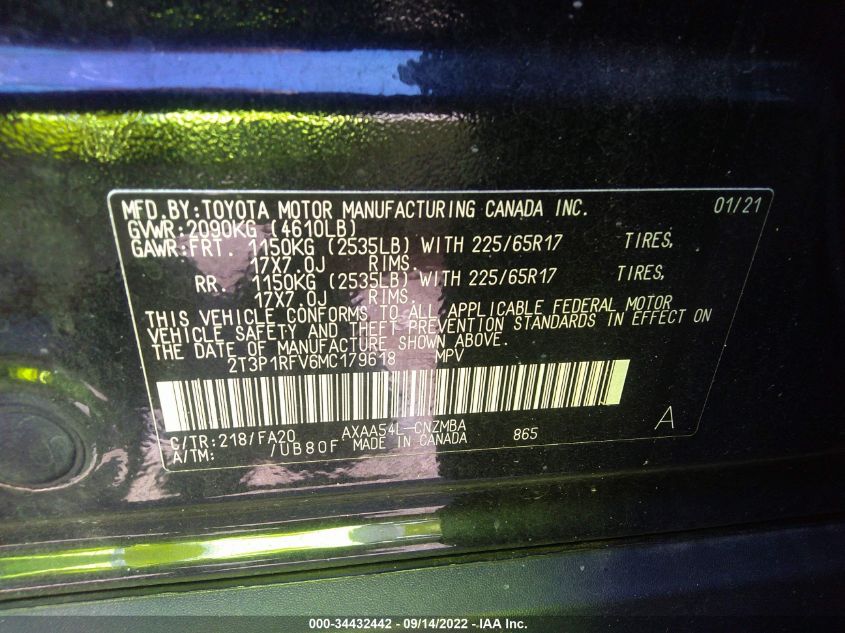 MFD.BY:TOYOTA MOTOR MANUFACTURING CANADA INC. 01/21
GVWR:2090KG (4610LB)
GAWR:FRT. 1150KG (2535LB) WITH 225/65R17 TIRES,
17X7.0J RIMS.
RR. 1150KG (2535LB) WITH 225/65R17 TIRES,
17X7.0J RIMS.
THIS VEHICLE CONFORMS TO ALL APPLICABLE FEDERAL MOTOR
VEHICLE SAFETY AND THEFT PREVENTION STANDARDS IN EFFECT ON
THE DATE OF MANUFACTURE SHOWN ABOVE.
2T3P1RFV6MC179618 MPV
C/TR:218/FA20 AXAA54L-CNZMBA 865 A
A/TM: /UB80F MADE IN CANADA
000-34432442 - 09/14/2022 - IAA Inc.